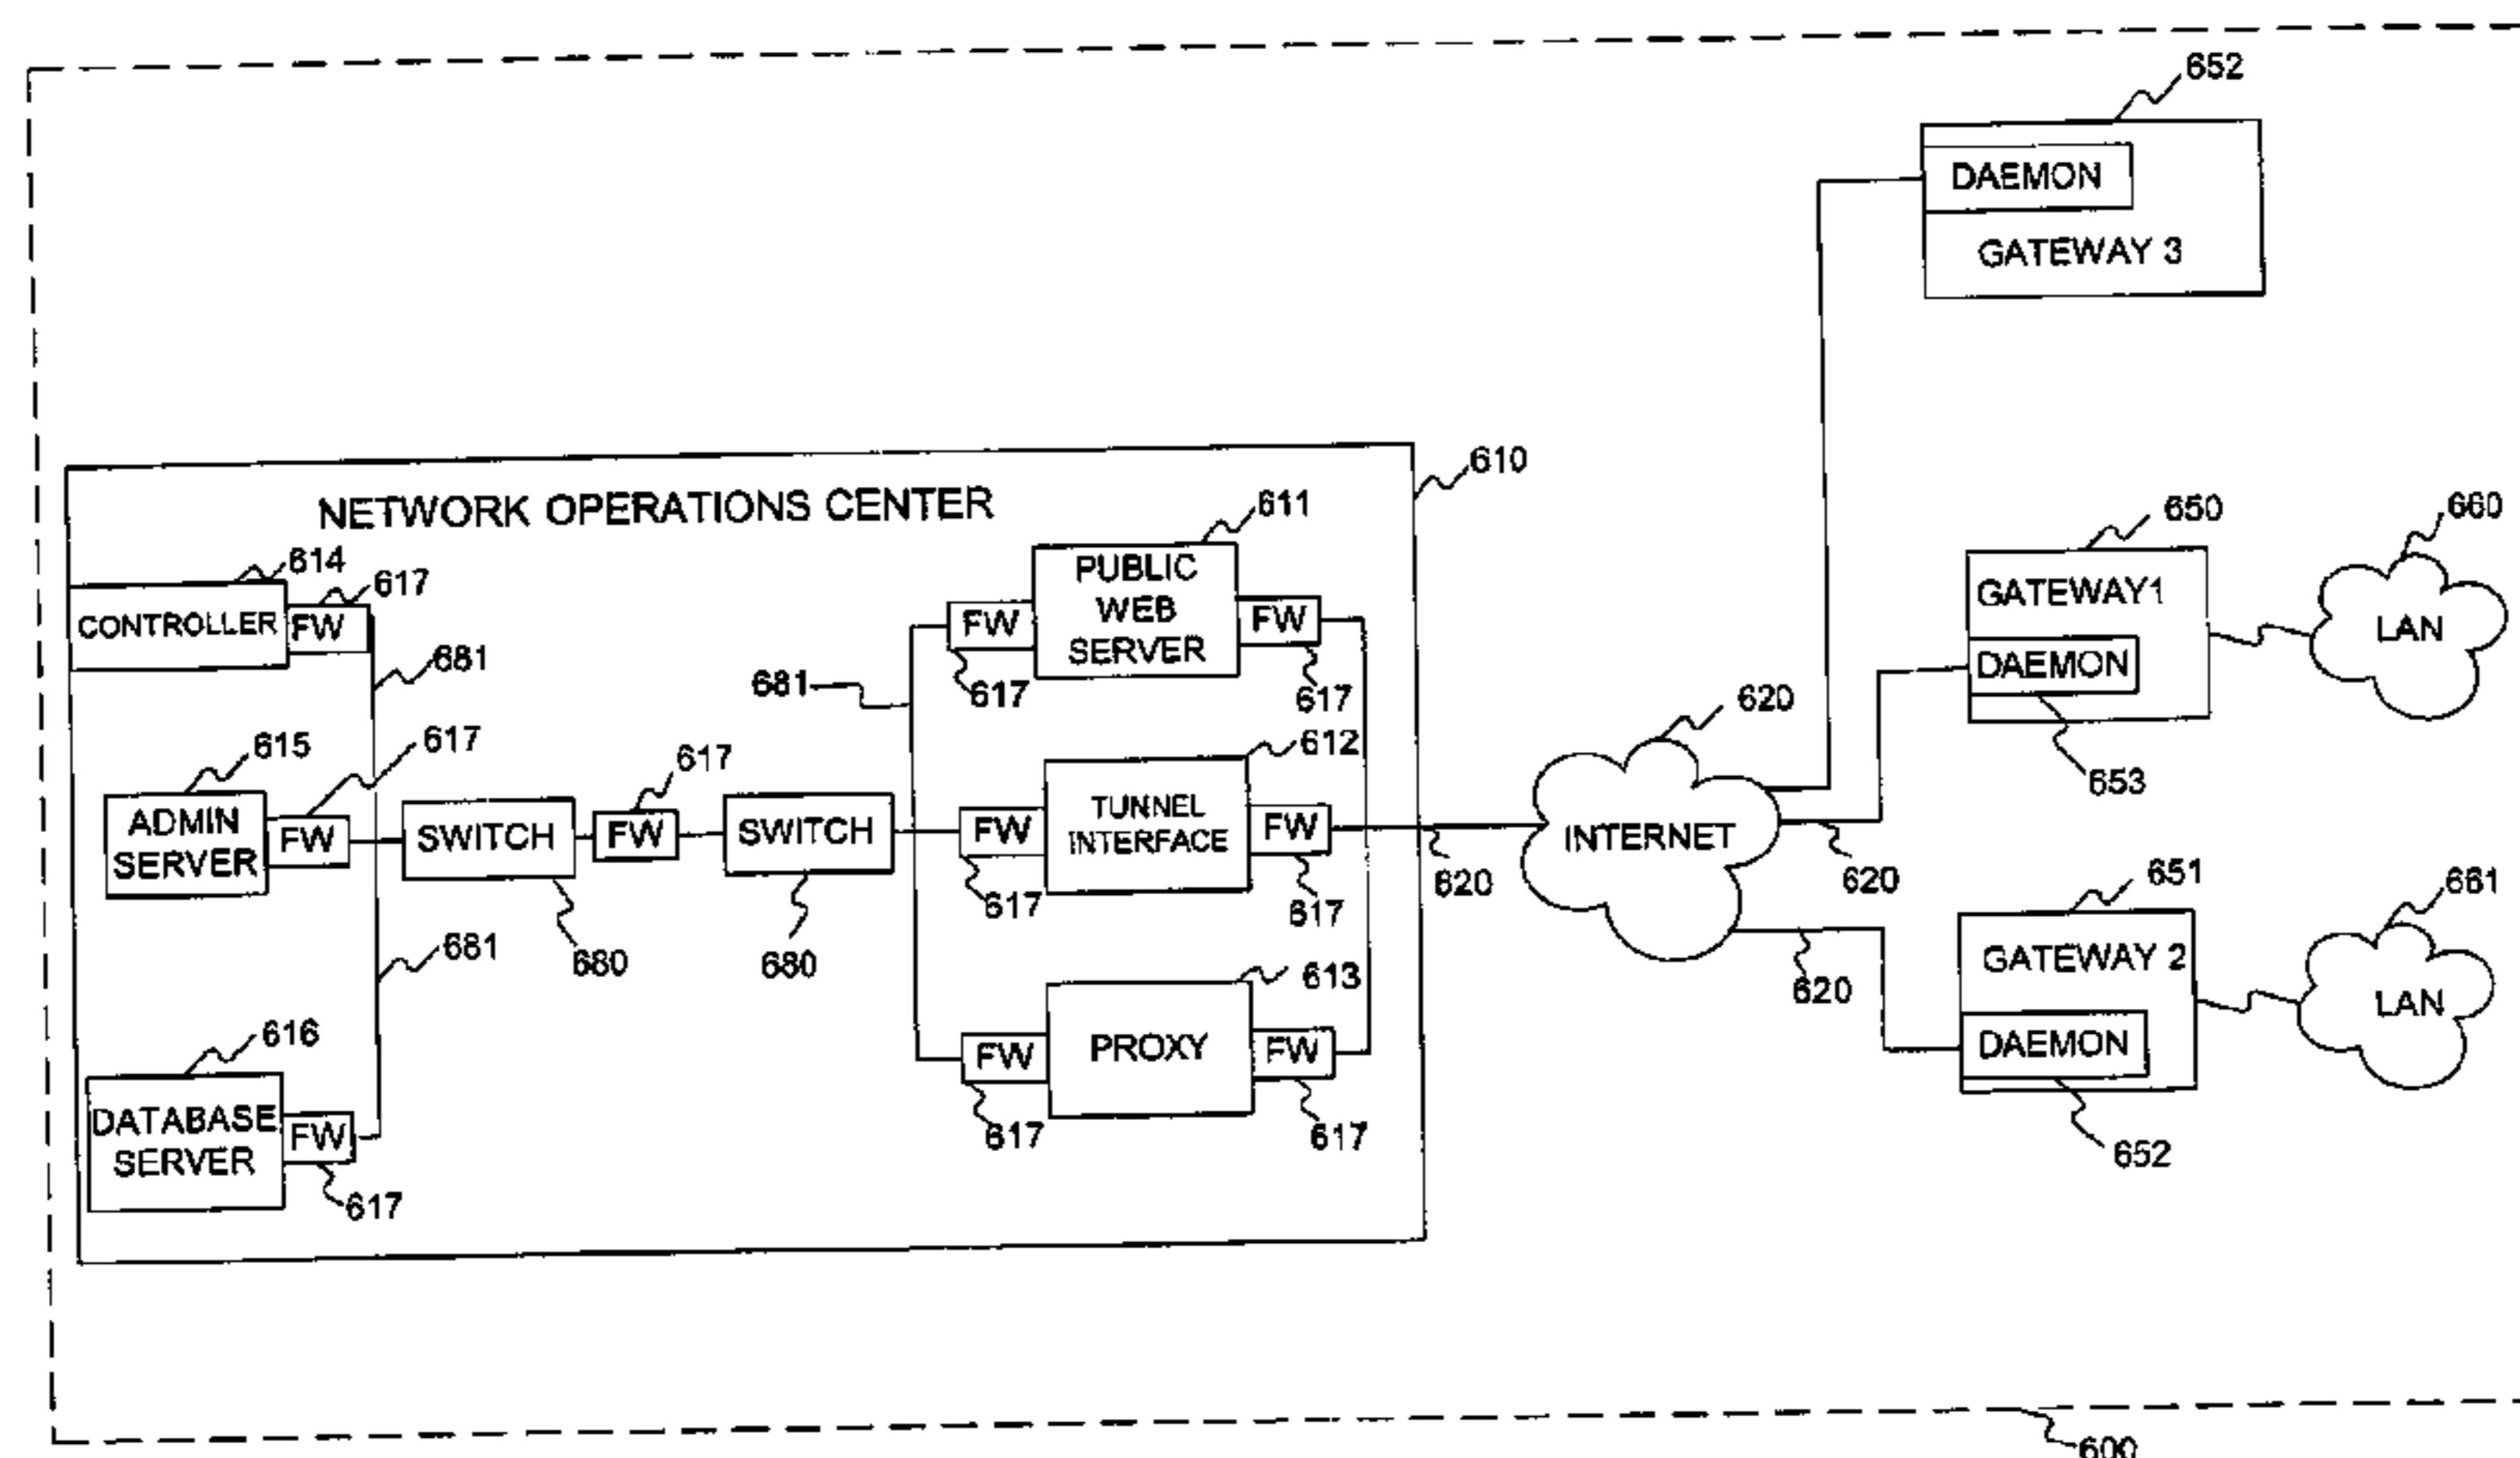 652
DAEMON
GATEWAY 3
610
NETWORK OPERATIONS CENTER
611
650
660
614
617
CONTROLLER
FW
681
FW
PUBLIC
WEB
SERVER
FW
681
617
617
GATEWAY1
DAEMON
LAN
653
620
615
617
617
612
ADMIN
SERVER
FW
SWITCH
FW
SWITCH
FW
TUNNEL
INTERFACE
FW
INTERNET
620
620
617
617
681
680
680
651
661
GATEWAY 2
DAEMON
LAN
620
652
613
616
DATABASE
SERVER
FW
617
FW
PROXY
FW
617
617
600